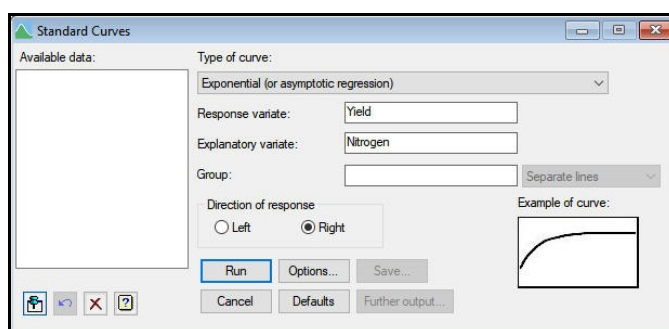 Standard Curves
Available data:
Type of curve:
Exponential (or asymptotic regression)
Response variate:
Yield
Explanatory variate:
Nitrogen
Group:
Separate lines
Direction of response
Left
Right
Example of curve:
Run
Options...
Save...
Cancel
Defaults
Further output...
?